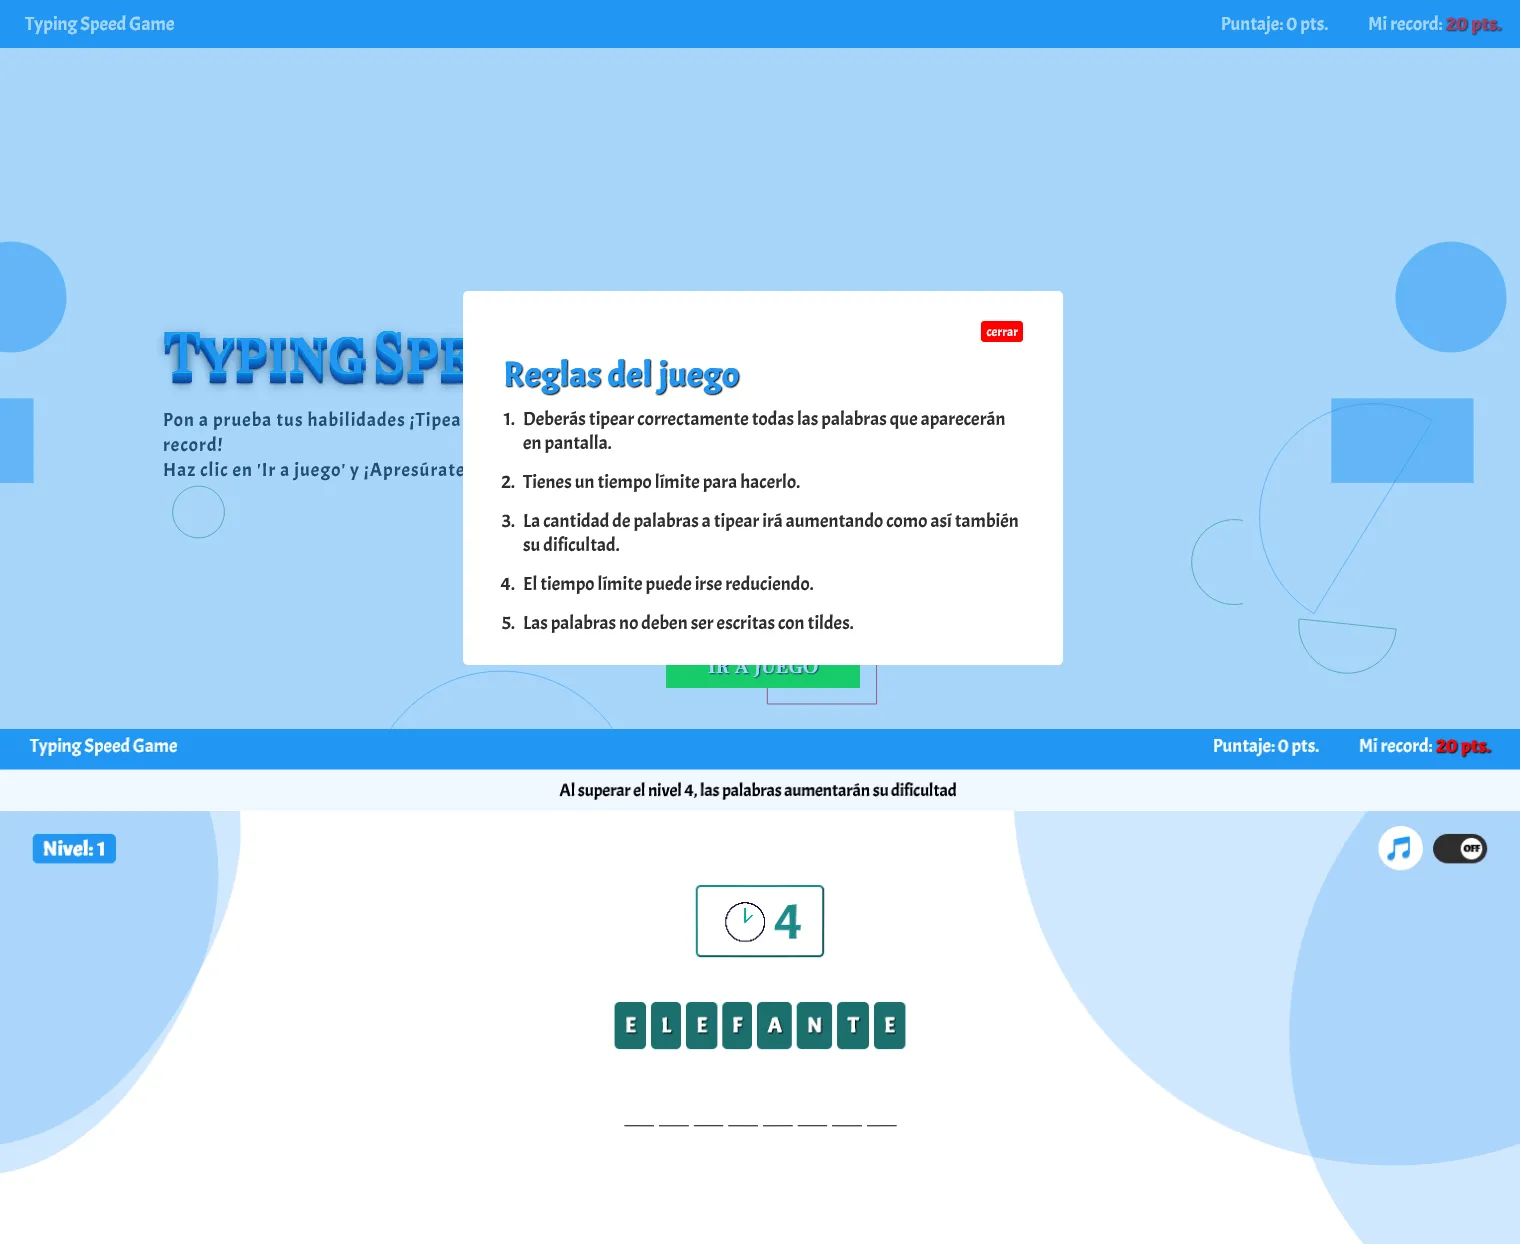 Typing Speed Game
Puntaje: 0 pts.
Mi record: 20 pts.
TYPING SPE
Pon a prueba tus habilidades ¡Tipea
record!
Haz clic en 'Ir a juego' y ¡Apresúrate
cerrar
Reglas del juego
1. Deberás tipear correctamente todas las palabras que aparecerán
en pantalla.
2. Tienes un tiempo límite para hacerlo.
3. La cantidad de palabras a tipear irá aumentando como así también
su dificultad.
4. El tiempo límite puede irse reduciendo.
5. Las palabras no deben ser escritas con tildes.
IR A JUEGO
Typing Speed Game
Puntaje: 0 pts.
Mi record: 20 pts.
Al superar el nivel 4, las palabras aumentarán su dificultad
Nivel: 1
OFF
4
E L E F A N T E